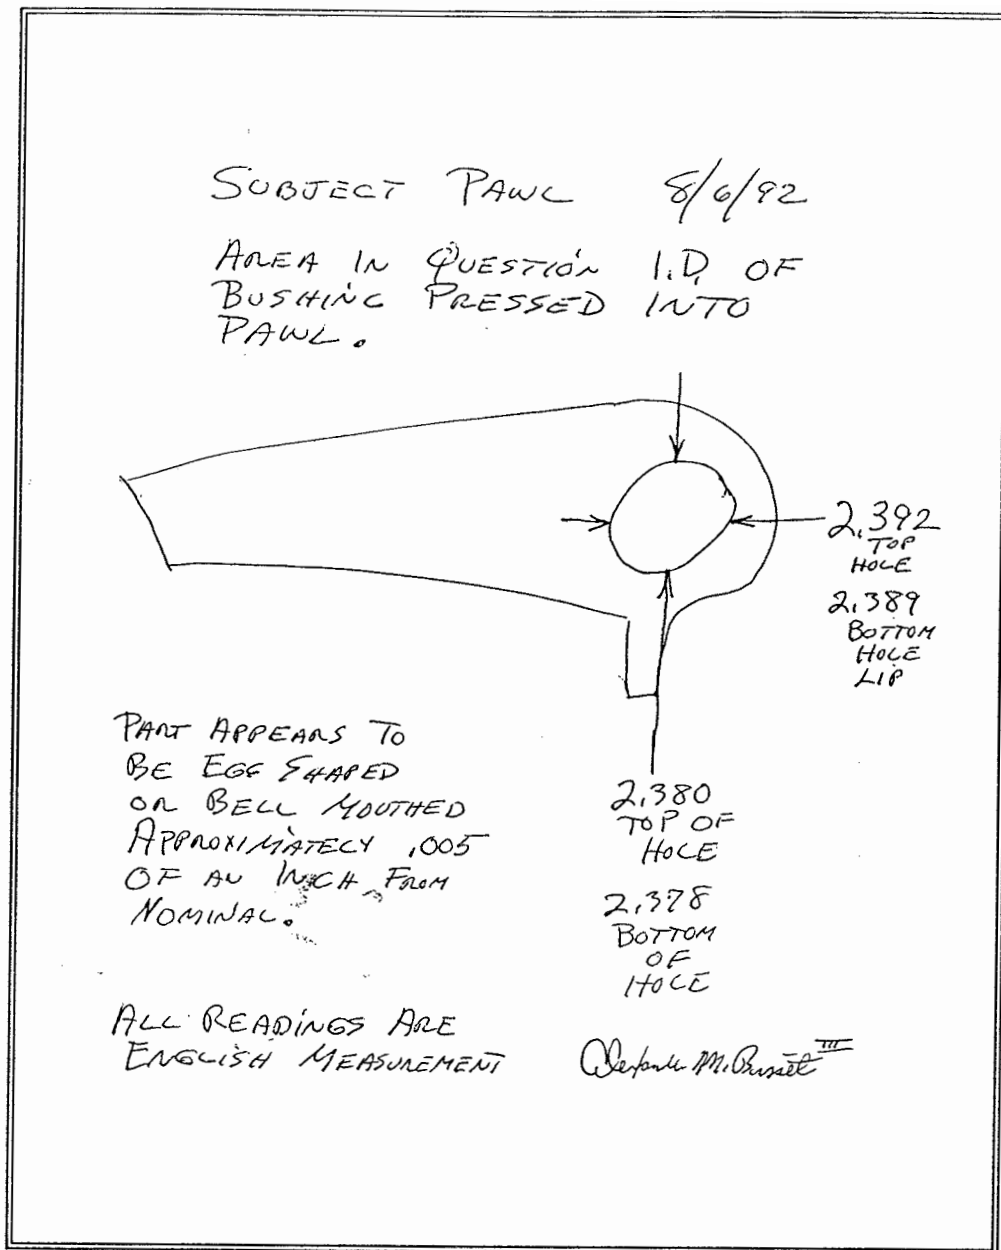 SUBJECT PAWL 8/6/92
AREA IN QUESTION I.D. OF
BUSHING PRESSED INTO
PAWL.
2.392
TOP
HOLE
2.389
BOTTOM
HOLE
LIP
PART APPEARS TO
BE EGG SHAPED
OR BELL MOUTHED
APPROXIMATELY .005
OF AN INCH FROM
NOMINAL.
2.380
TOP OF
HOLE
2.378
BOTTOM
OF
HOLE
ALL READINGS ARE
ENGLISH MEASUREMENT
III